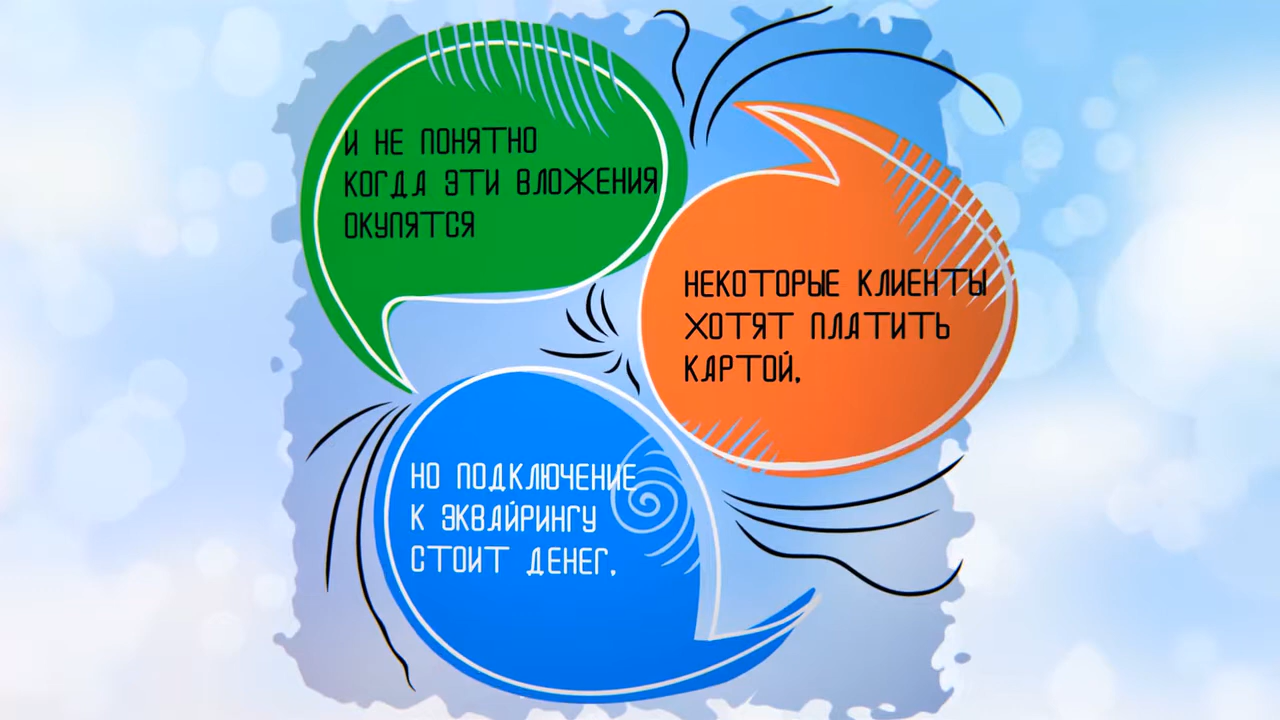 И НЕ ПОНЯТНО
КОГДА ЭТИ ВЛОЖЕНИЯ
ОКУПЯТСЯ
НЕКОТОРЫЕ КЛИЕНТЫ
ХОТЯТ ПЛАТИТЬ
КАРТОЙ,
НО ПОДКЛЮЧЕНИЕ
К ЭКВАЙРИНГУ
СТОИТ ДЕНЕГ,